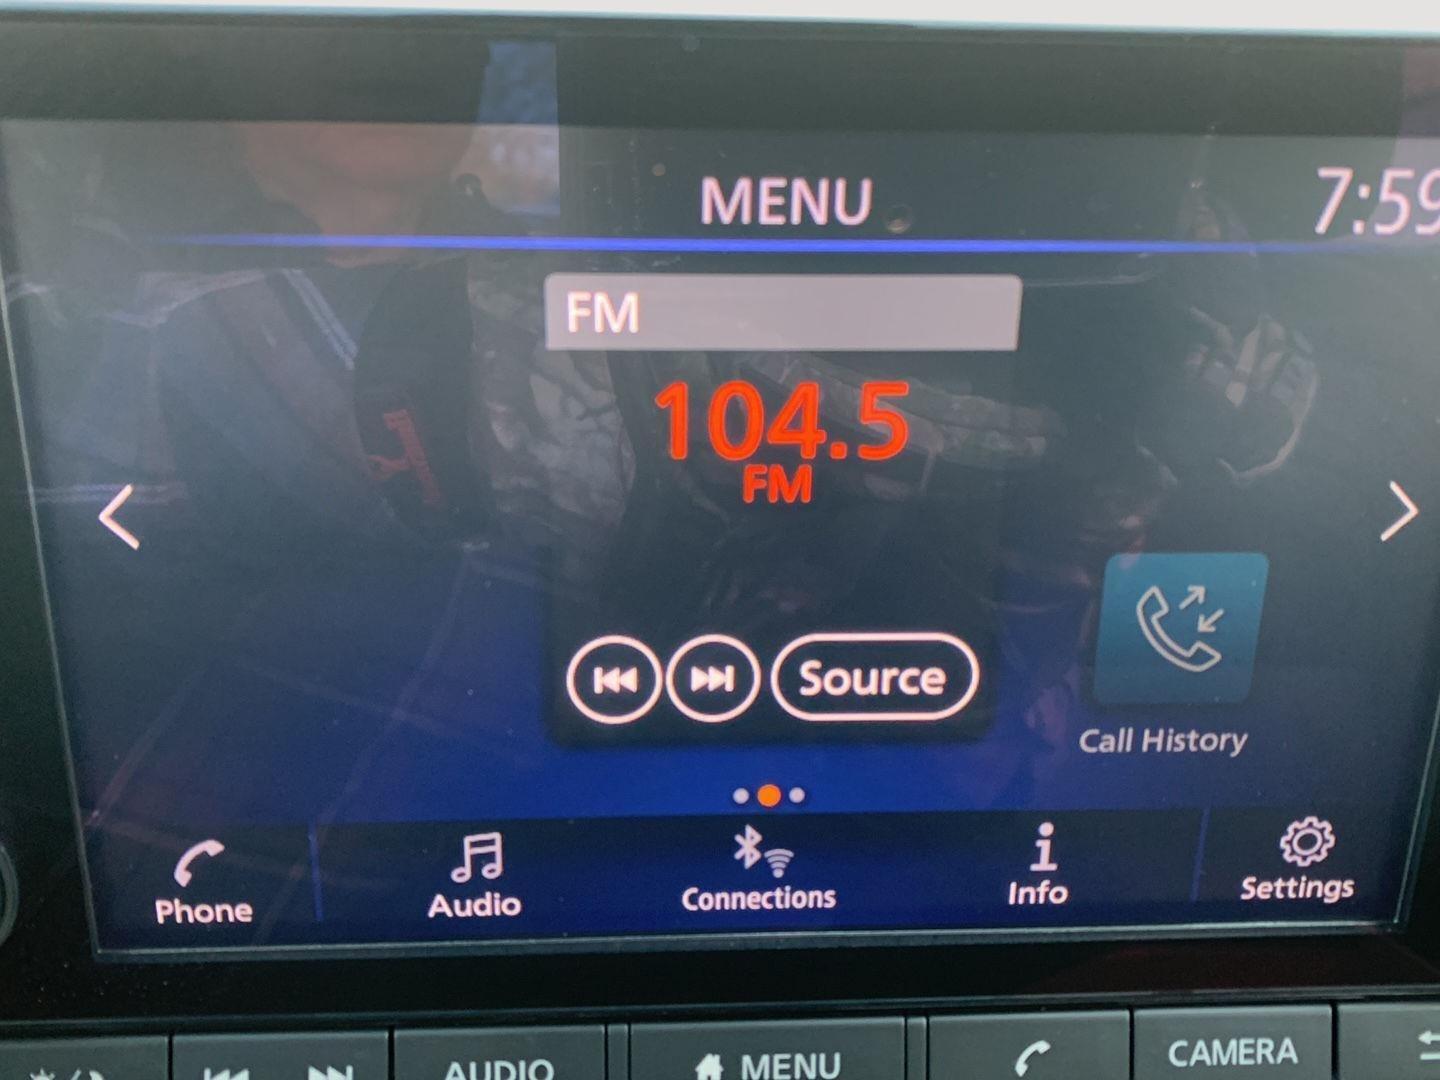 MENU
7:59
FM
104.5
FM
Source
Call History
Phone
Audio
Connections
Info
Settings
AUDIO
MENU
CAMERA